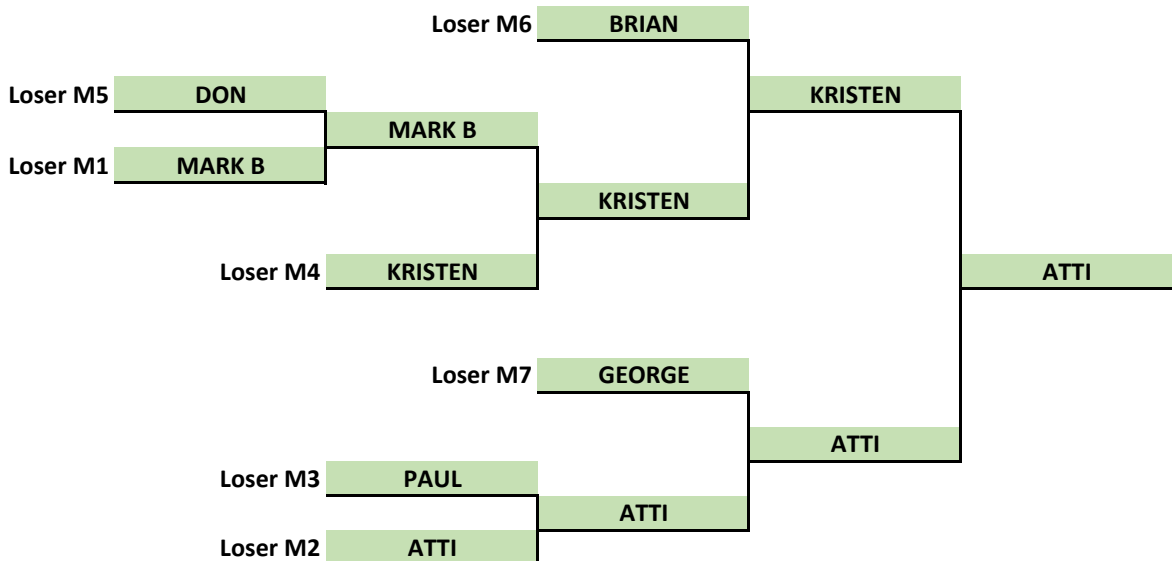 Loser M6 BRIAN
Loser M5 DON
KRISTEN
MARK B
Loser M1 MARK B
KRISTEN
Loser M4 KRISTEN
ATTI
Loser M7 GEORGE
ATTI
Loser M3 PAUL
ATTI
Loser M2 ATTI